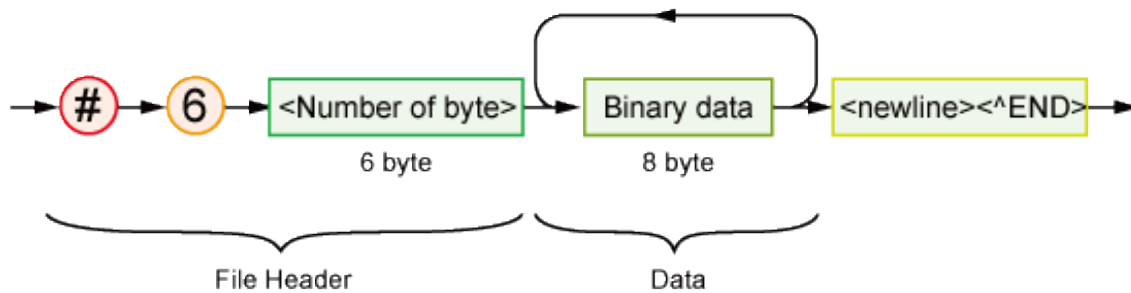 # 6 <Number of byte> Binary data <newline><^END>
6 byte 8 byte
File Header Data